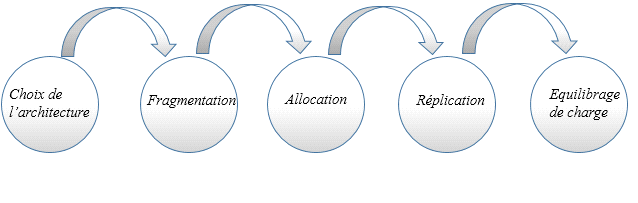 Choix de
l’architecture
Fragmentation
Allocation
Réplication
Equilibrage
de charge